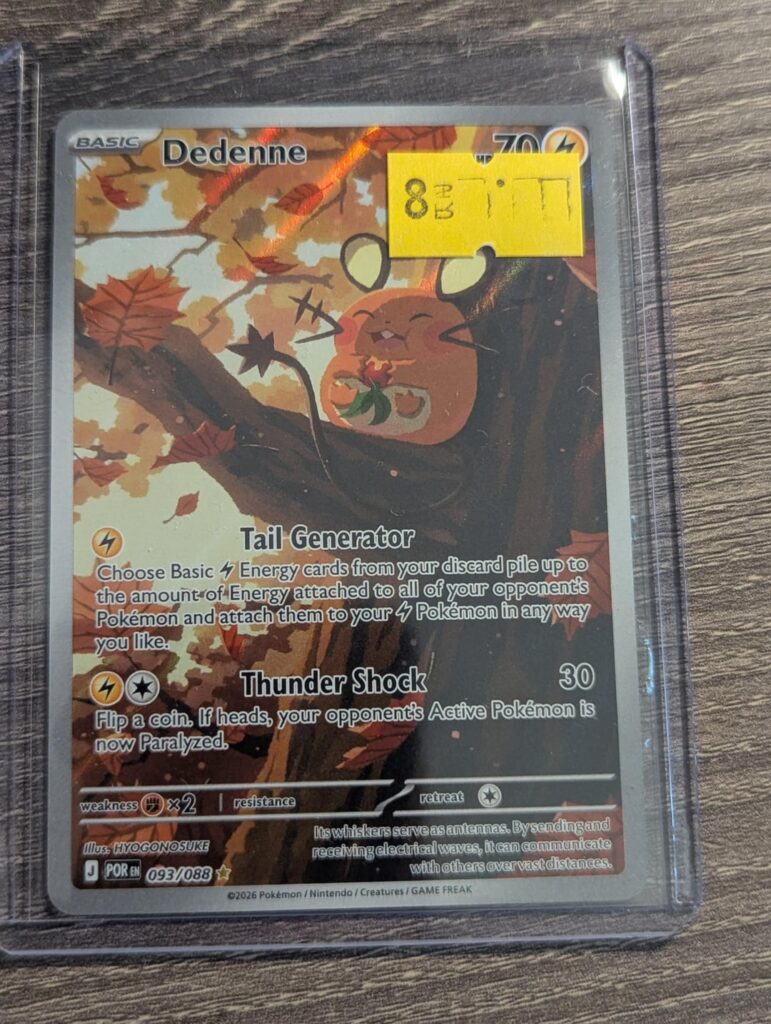 BASIC Dedenne HP 70
8
Tail Generator
Choose Basic Energy cards from your discard pile up to
the amount of Energy attached to all of your opponent's
Pokémon and attach them to your Pokémon in any way
you like.
Thunder Shock 30
Flip a coin. If heads, your opponent's Active Pokémon is
now Paralyzed.
weakness ×2 resistance retreat
Its whiskers serve as antennas. By sending and
receiving electrical waves, it can communicate
with others over vast distances.
Illus. HYOGONOSUKE
J POR EN 093/088
©2026 Pokémon / Nintendo / Creatures / GAME FREAK